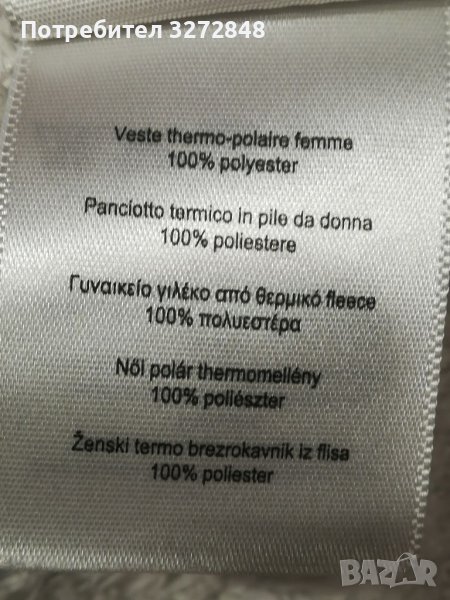 Потребител 3272848
Veste thermo-polaire femme
100% polyester
Panciotto termico in pile da donna
100% poliestere
Γυναικείο γιλέκο από θερμικό fleece
100% πολυεστέρα
Női polár thermomellény
100% poliészter
Ženski termo brezrokavnik iz flisa
100% poliester
BAZAR